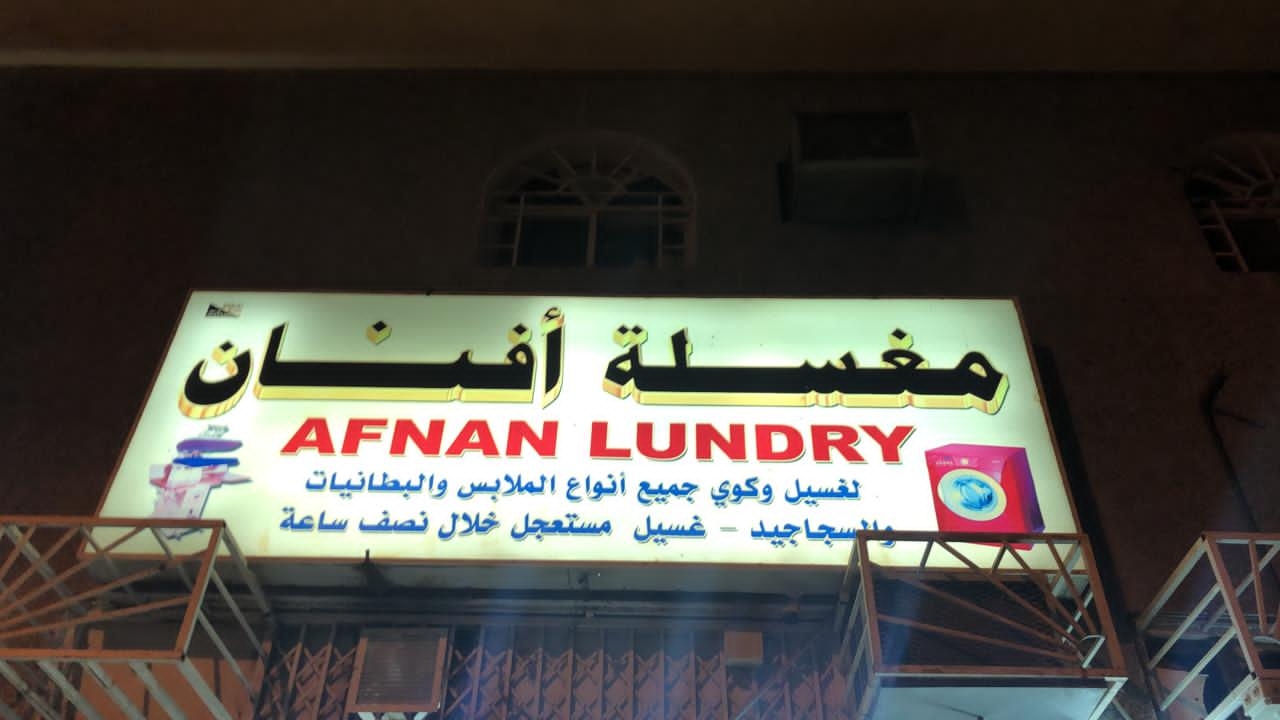 مغسلة أفنان
AFNAN LUNDRY
لغسيل وكوي جميع أنواع الملابس والبطانيات
والسجاجيد - غسيل مستعجل خلال نصف ساعة